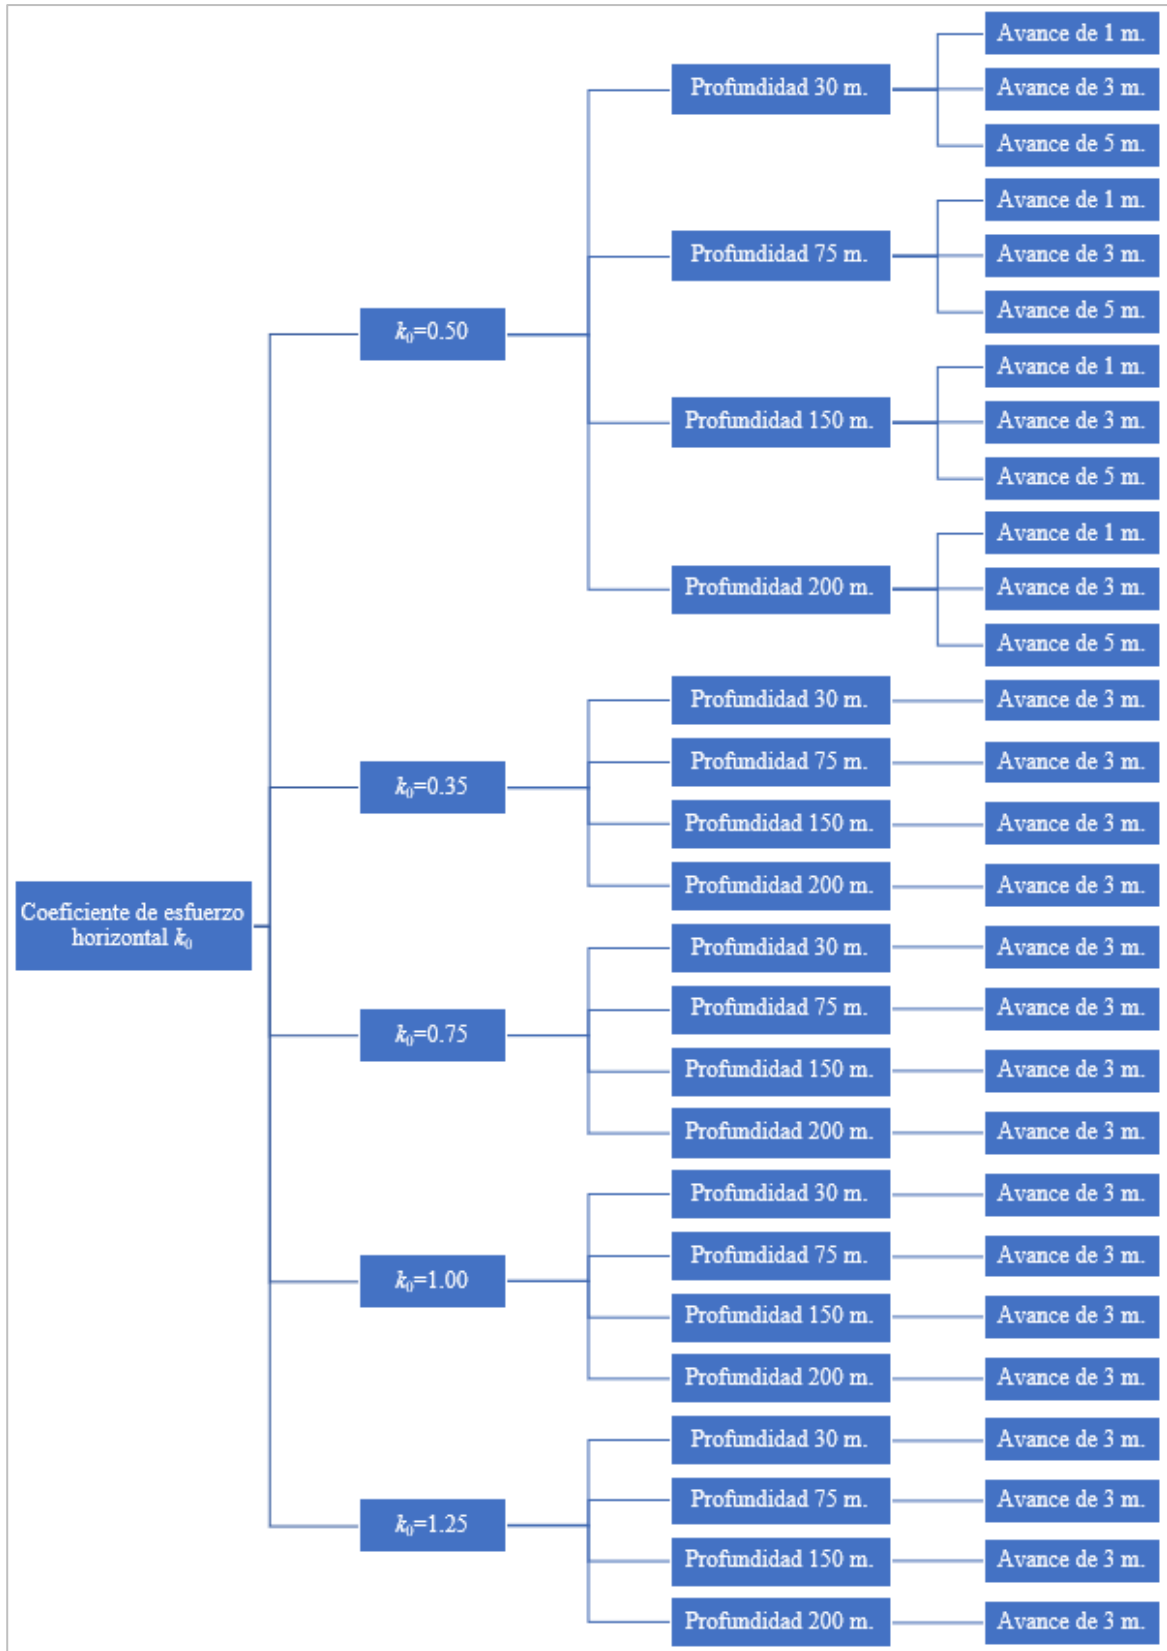 Coeficiente de esfuerzo
horizontal k₀
k₀=0.50
Profundidad 30 m.
Avance de 1 m.
Avance de 3 m.
Avance de 5 m.
Profundidad 75 m.
Avance de 1 m.
Avance de 3 m.
Avance de 5 m.
Profundidad 150 m.
Avance de 1 m.
Avance de 3 m.
Avance de 5 m.
Profundidad 200 m.
Avance de 1 m.
Avance de 3 m.
Avance de 5 m.
k₀=0.35
Profundidad 30 m.
Avance de 3 m.
Profundidad 75 m.
Avance de 3 m.
Profundidad 150 m.
Avance de 3 m.
Profundidad 200 m.
Avance de 3 m.
k₀=0.75
Profundidad 30 m.
Avance de 3 m.
Profundidad 75 m.
Avance de 3 m.
Profundidad 150 m.
Avance de 3 m.
Profundidad 200 m.
Avance de 3 m.
k₀=1.00
Profundidad 30 m.
Avance de 3 m.
Profundidad 75 m.
Avance de 3 m.
Profundidad 150 m.
Avance de 3 m.
Profundidad 200 m.
Avance de 3 m.
k₀=1.25
Profundidad 30 m.
Avance de 3 m.
Profundidad 75 m.
Avance de 3 m.
Profundidad 150 m.
Avance de 3 m.
Profundidad 200 m.
Avance de 3 m.